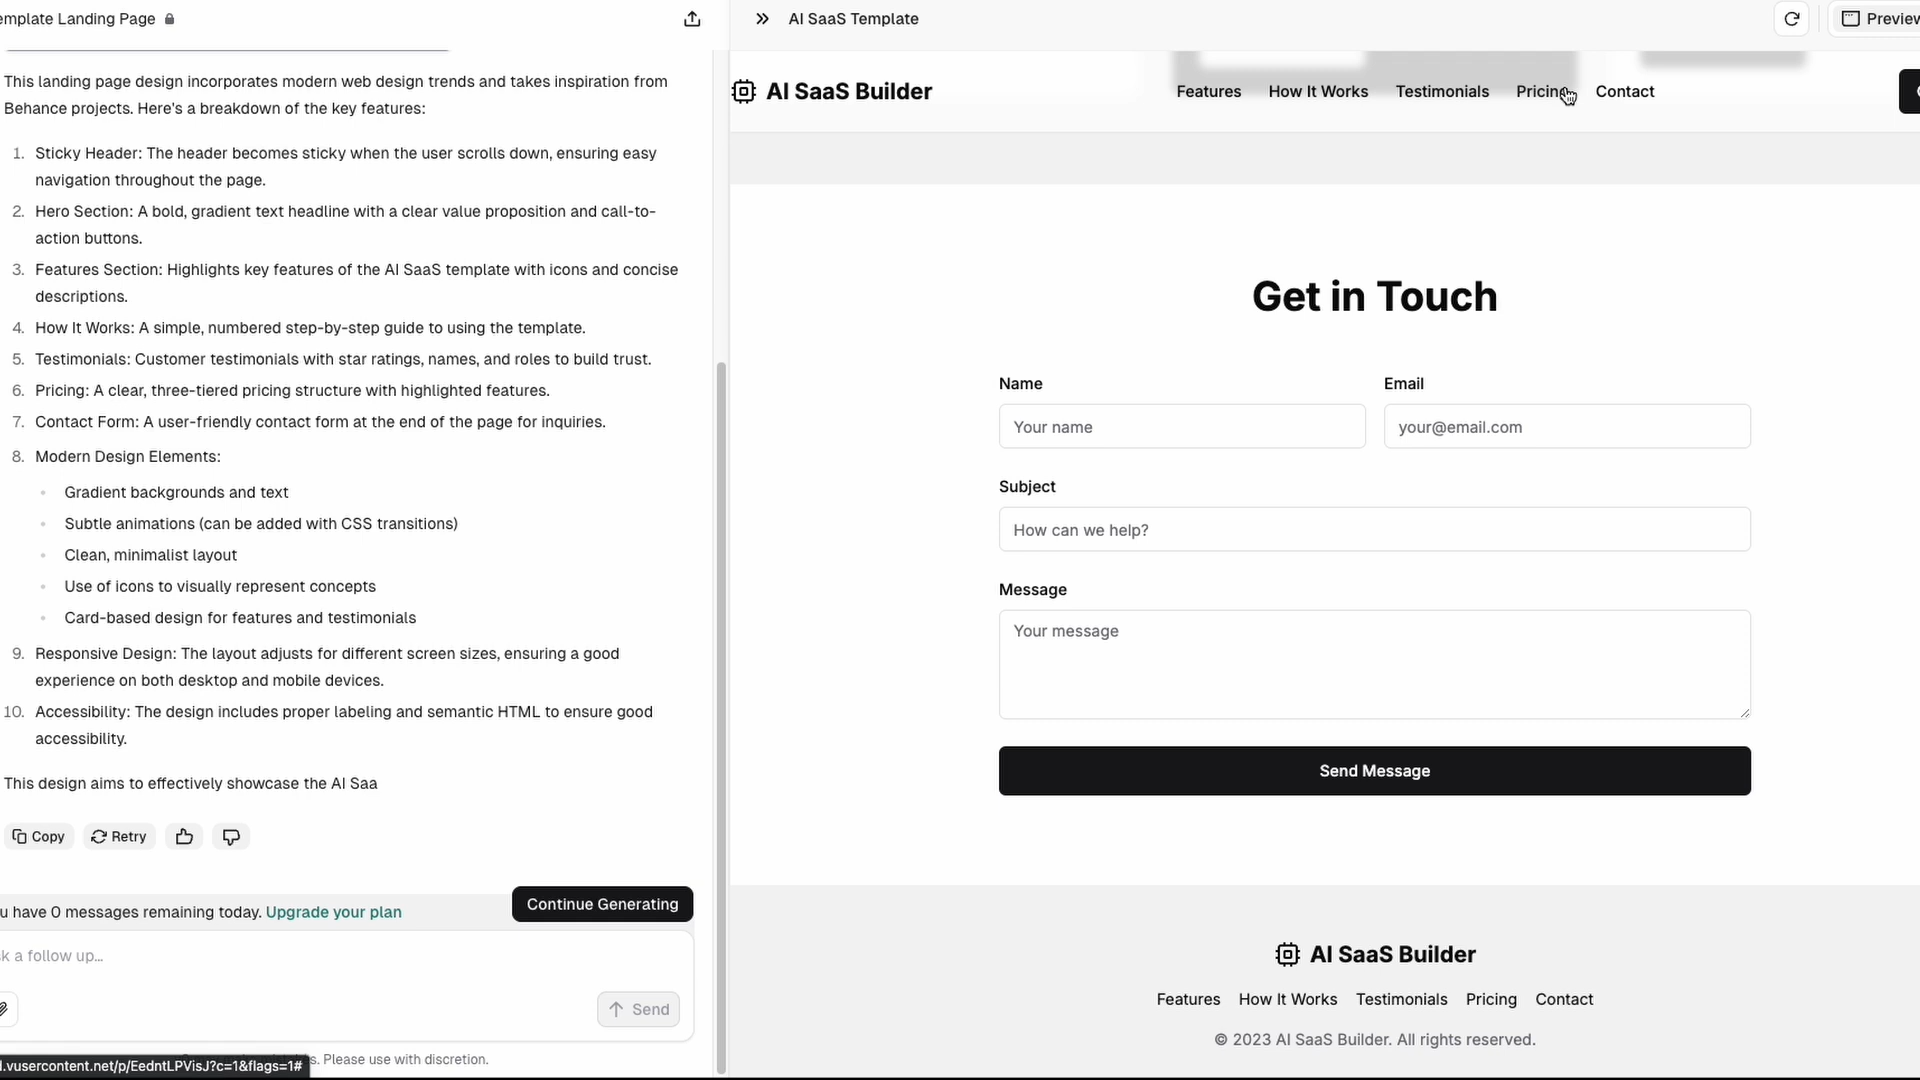 emplate Landing Page
This landing page design incorporates modern web design trends and takes inspiration from
Behance projects. Here's a breakdown of the key features:
1. Sticky Header: The header becomes sticky when the user scrolls down, ensuring easy
navigation throughout the page.
2. Hero Section: A bold, gradient text headline with a clear value proposition and call-to-
action buttons.
3. Features Section: Highlights key features of the AI SaaS template with icons and concise
descriptions.
4. How It Works: A simple, numbered step-by-step guide to using the template.
5. Testimonials: Customer testimonials with star ratings, names, and roles to build trust.
6. Pricing: A clear, three-tiered pricing structure with highlighted features.
7. Contact Form: A user-friendly contact form at the end of the page for inquiries.
8. Modern Design Elements:
Gradient backgrounds and text
Subtle animations (can be added with CSS transitions)
Clean, minimalist layout
Use of icons to visually represent concepts
Card-based design for features and testimonials
9. Responsive Design: The layout adjusts for different screen sizes, ensuring a good
experience on both desktop and mobile devices.
10. Accessibility: The design includes proper labeling and semantic HTML to ensure good
accessibility.
This design aims to effectively showcase the AI Saa
Copy Retry
u have 0 messages remaining today. Upgrade your plan
Continue Generating
sk a follow up...
Send
s. Please use with discretion.
d.vusercontent.net/p/EedntLPVisJ?c=1&flags=1#
AI SaaS Template
Preview
AI SaaS Builder
Features How It Works Testimonials Pricing Contact
Get in Touch
Name Email
Your name your@email.com
Subject
How can we help?
Message
Your message
Send Message
AI SaaS Builder
Features How It Works Testimonials Pricing Contact
© 2023 AI SaaS Builder. All rights reserved.